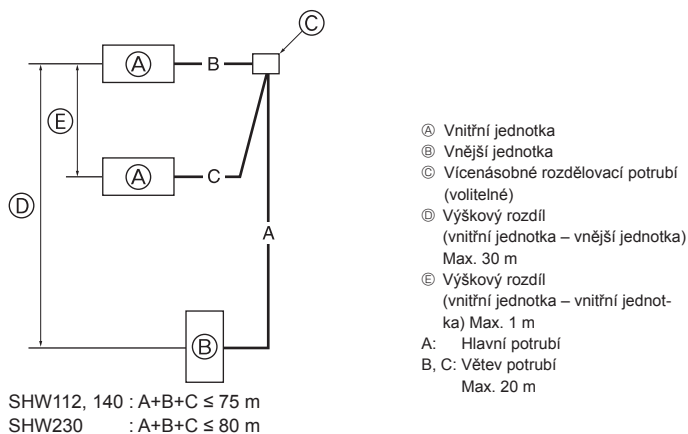 Ⓒ
Ⓐ B
Ⓔ
Ⓐ C
Ⓓ
A
Ⓑ
SHW112, 140 : A+B+C ≤ 75 m
SHW230 : A+B+C ≤ 80 m
Ⓐ Vnitřní jednotka
Ⓑ Vnější jednotka
Ⓒ Vícenásobné rozdělovací potrubí
(volitelné)
Ⓓ Výškový rozdíl
(vnitřní jednotka – vnější jednotka)
Max. 30 m
Ⓔ Výškový rozdíl
(vnitřní jednotka – vnitřní jednot-
ka) Max. 1 m
A: Hlavní potrubí
B, C: Větev potrubí
Max. 20 m